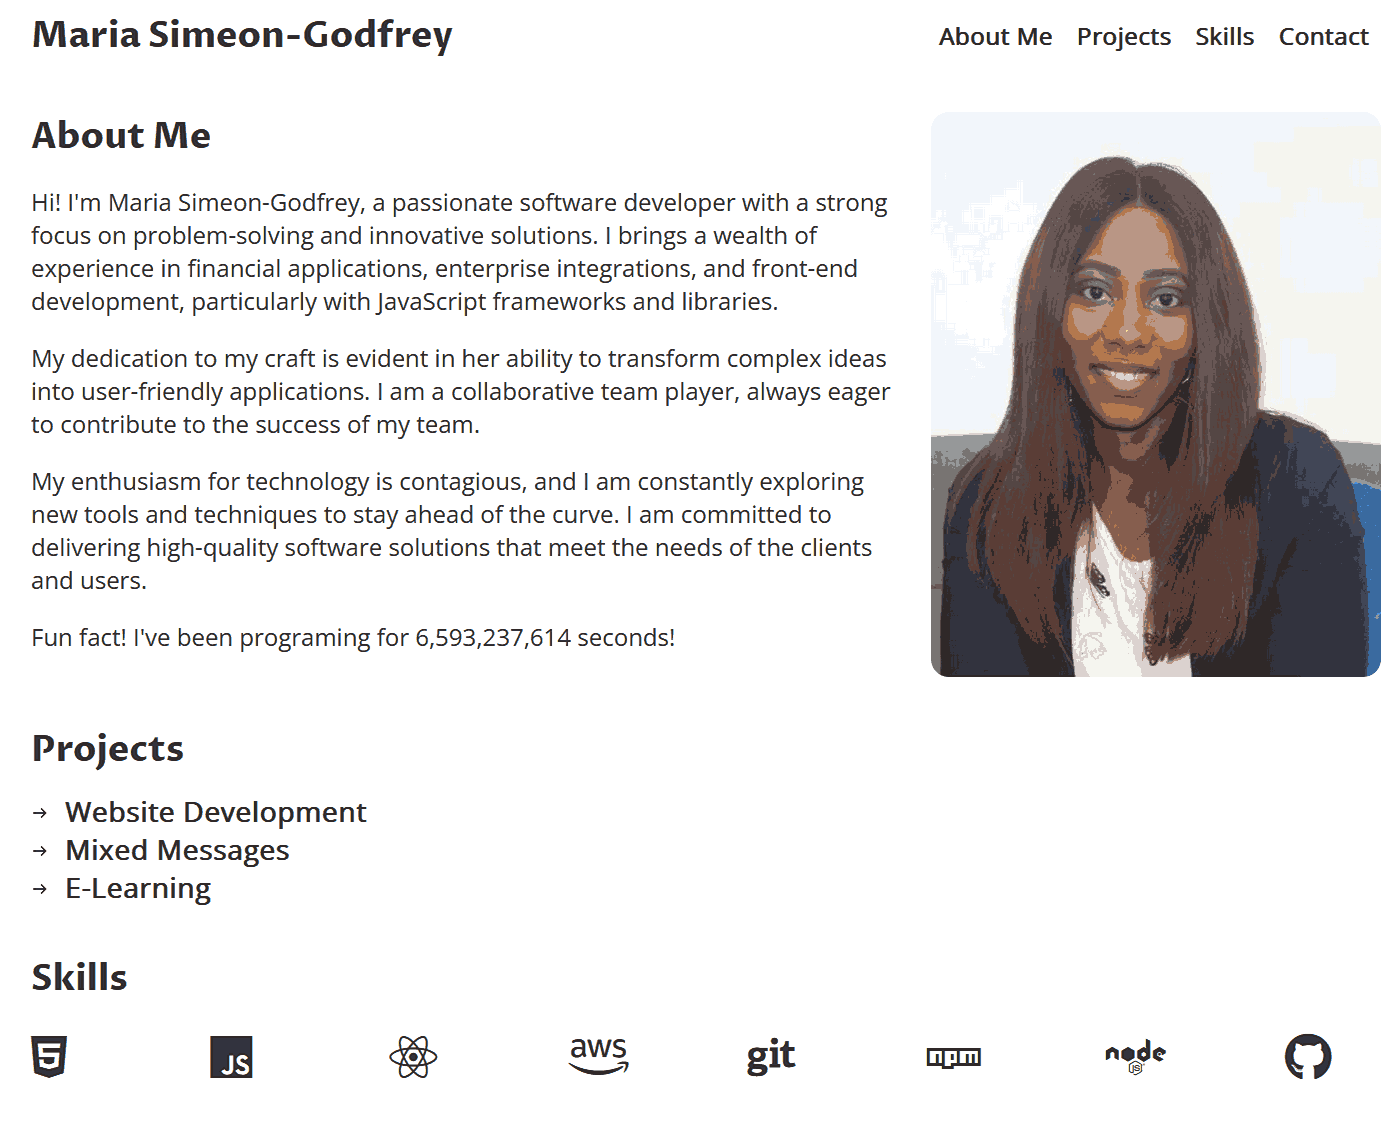 Maria Simeon-Godfrey
About Me Projects Skills Contact
About Me
Hi! I'm Maria Simeon-Godfrey, a passionate software developer with a strong
focus on problem-solving and innovative solutions. I brings a wealth of
experience in financial applications, enterprise integrations, and front-end
development, particularly with JavaScript frameworks and libraries.
My dedication to my craft is evident in her ability to transform complex ideas
into user-friendly applications. I am a collaborative team player, always eager
to contribute to the success of my team.
My enthusiasm for technology is contagious, and I am constantly exploring
new tools and techniques to stay ahead of the curve. I am committed to
delivering high-quality software solutions that meet the needs of the clients
and users.
Fun fact! I've been programing for 6,593,237,614 seconds!
Projects
→ Website Development
→ Mixed Messages
→ E-Learning
Skills
5 JS aws git npm node JS